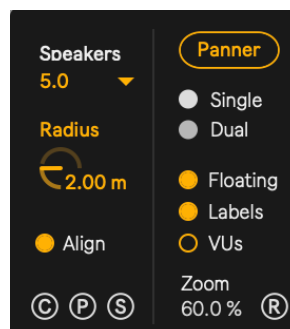 Speakers
5.0
Radius
2.00 m
Align
C P S
Panner
Single
Dual
Floating
Labels
VUs
Zoom
60.0 % R